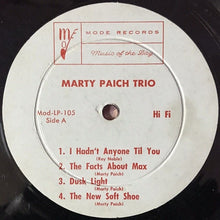 MODE RECORDS
Music of the Day
MARTY PAICH TRIO
Mod-LP-105
Side A
Hi Fi
1. I Hadn't Anyone Til You
(Ray Noble)
2. The Facts About Max
(Marty Paich)
3. Dusk Light
(Marty Paich)
4. The New Soft Shoe
(Marty Paich)